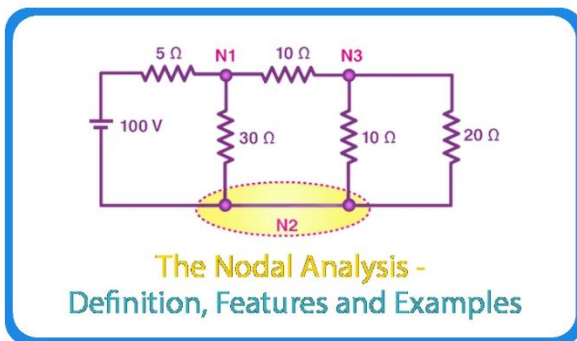 5 Ω N1 10 Ω N3
100 V 30 Ω 10 Ω 20 Ω
N2
The Nodal Analysis -
Definition, Features and Examples